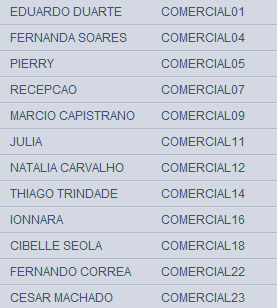 EDUARDO DUARTE COMERCIAL01
FERNANDA SOARES COMERCIAL04
PIERRY COMERCIAL05
RECEPCAO COMERCIAL07
MARCIO CAPISTRANO COMERCIAL09
JULIA COMERCIAL11
NATALIA CARVALHO COMERCIAL12
THIAGO TRINDADE COMERCIAL14
IONNARA COMERCIAL16
CIBELLE SEOLA COMERCIAL18
FERNANDO CORREA COMERCIAL22
CESAR MACHADO COMERCIAL23